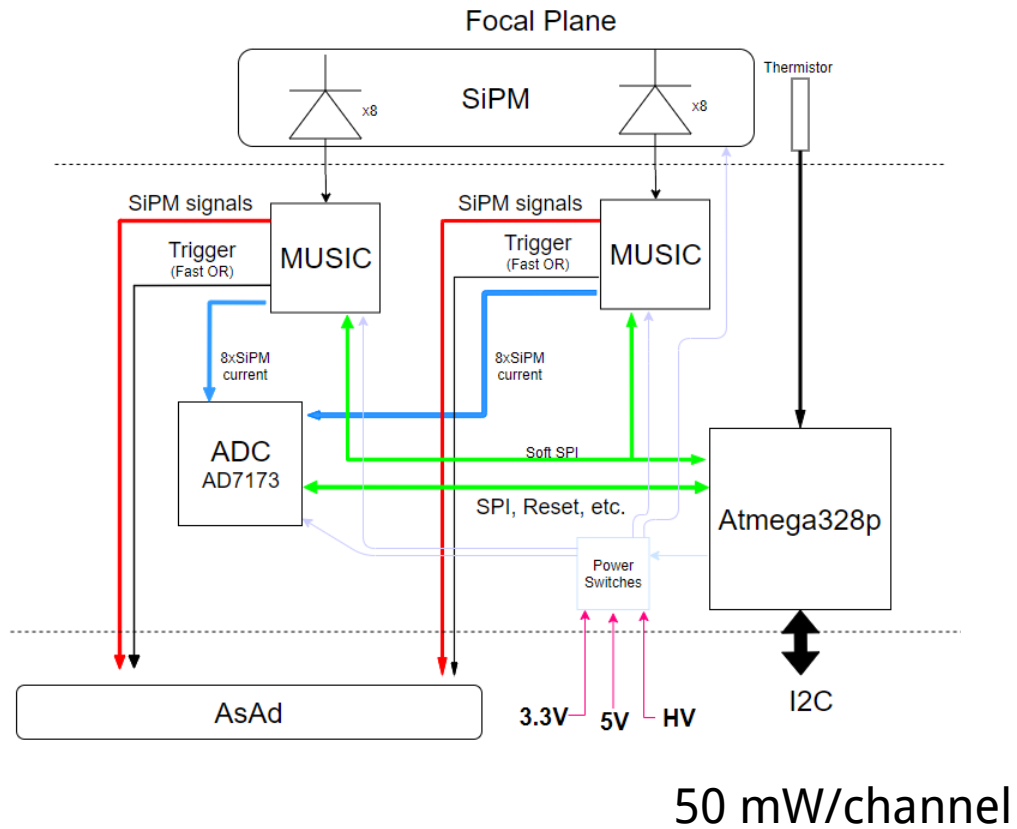 Focal Plane
Thermistor
SiPM
x8
x8
SiPM signals
SiPM signals
Trigger
(Fast OR)
MUSIC
Trigger
(Fast OR)
MUSIC
8xSiPM
current
8xSiPM
current
ADC
AD7173
Soft SPI
SPI, Reset, etc.
Atmega328p
Power
Switches
AsAd
3.3V
5V
HV
I2C
50 mW/channel